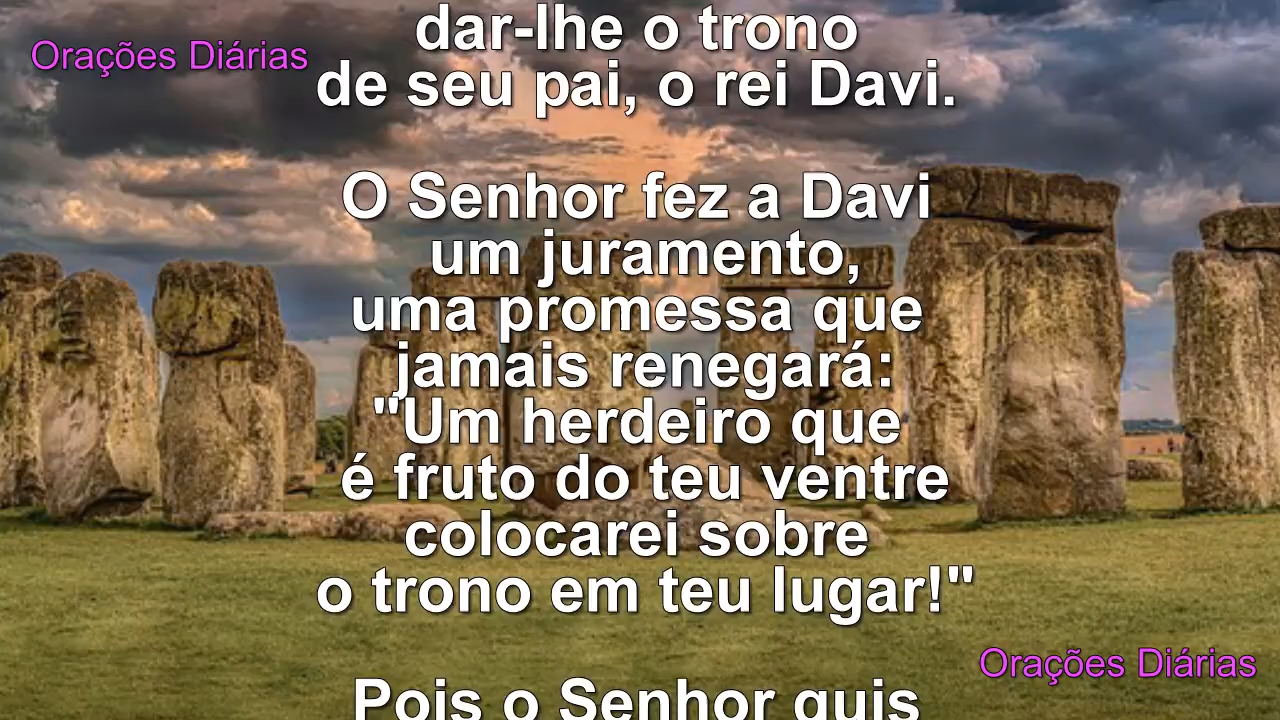 Orações Diárias
dar-lhe o trono
de seu pai, o rei Davi.
O Senhor fez a Davi
um juramento,
uma promessa que
jamais renegará:
"Um herdeiro que
é fruto do teu ventre
colocarei sobre
o trono em teu lugar!"
Orações Diárias
Pois o Senhor quis